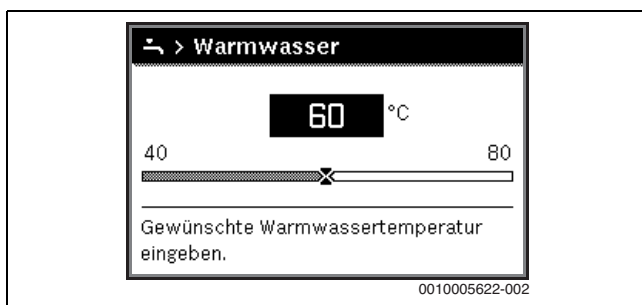 > Warmwasser
60 °C
40 80
Gewünschte Warmwassertemperatur
eingeben.
0010005622-002